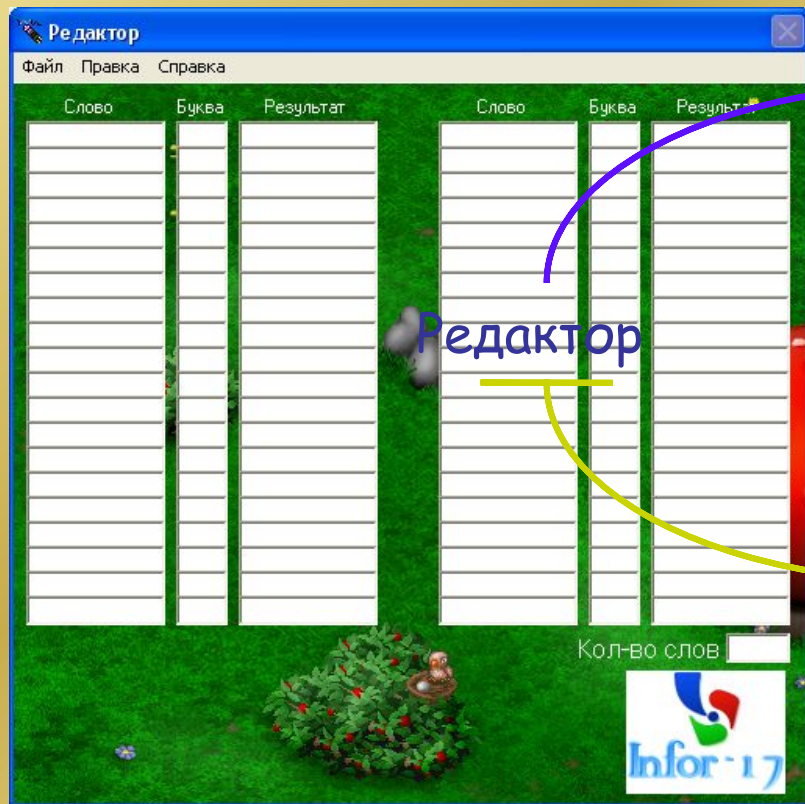 Редактор
Файл Правка Справка
Слово Буква Результат Слово Буква Результат
Редактор
Кол-во слов
Infor-17